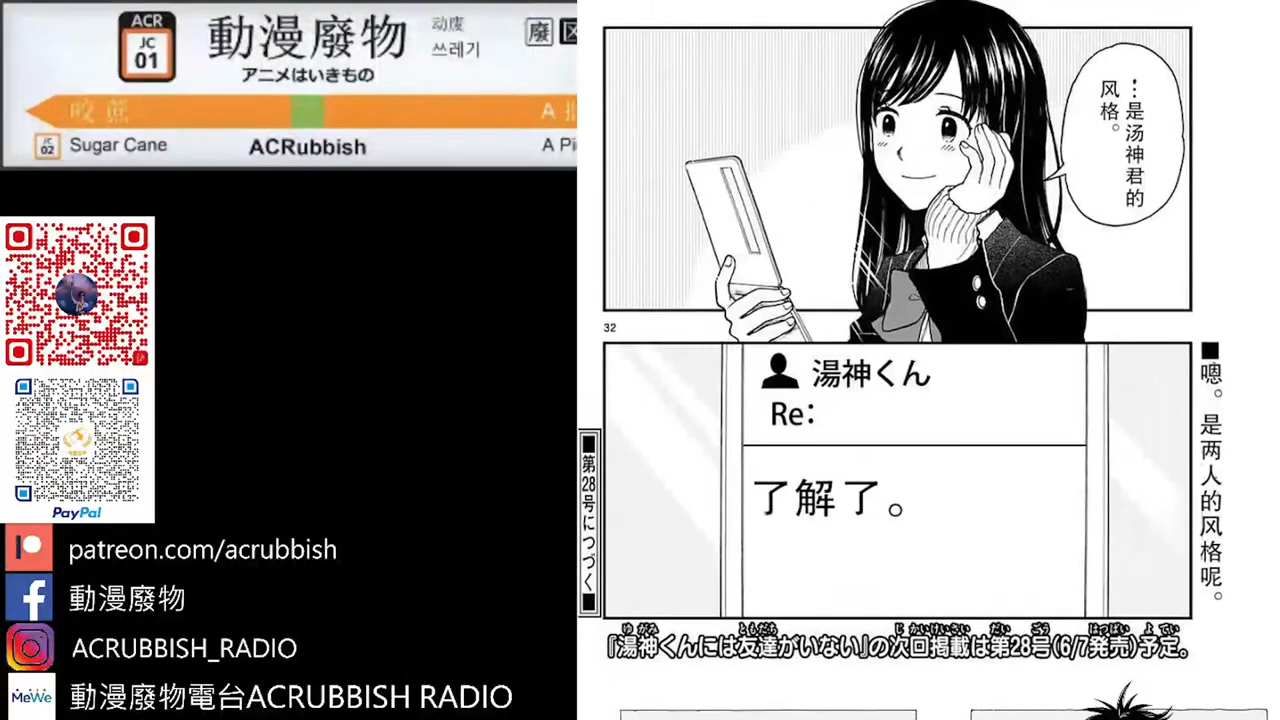 ACR
JC
01
動漫廢物
アニメはいきもの
动废
쓰레기
廢
区
咬蔗
JC
02
Sugar Cane
ACRubbish
A
A Pi
PayPal
patreon.com/acrubbish
動漫廢物
ACRUBBISH_RADIO
MeWe
動漫廢物電台ACRUBBISH RADIO
…是汤神君的
风格。
32
湯神くん
Re:
了解了。
■嗯。是两人的风格呢。
■第28号につづく■
『湯神くんには友達がいない』の次回掲載は第28号(6/7発売)予定。